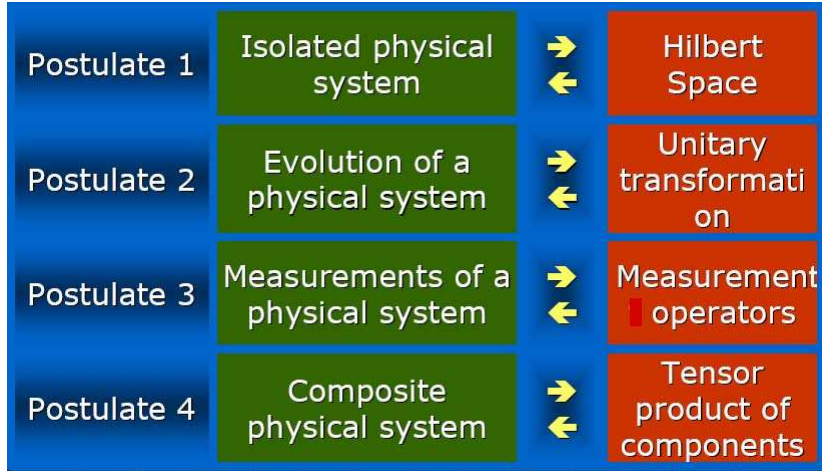 Postulate 1
Isolated physical
system
Hilbert
Space
Postulate 2
Evolution of a
physical system
Unitary
transformati
on
Postulate 3
Measurements of a
physical system
Measurement
operators
Postulate 4
Composite
physical system
Tensor
product of
components